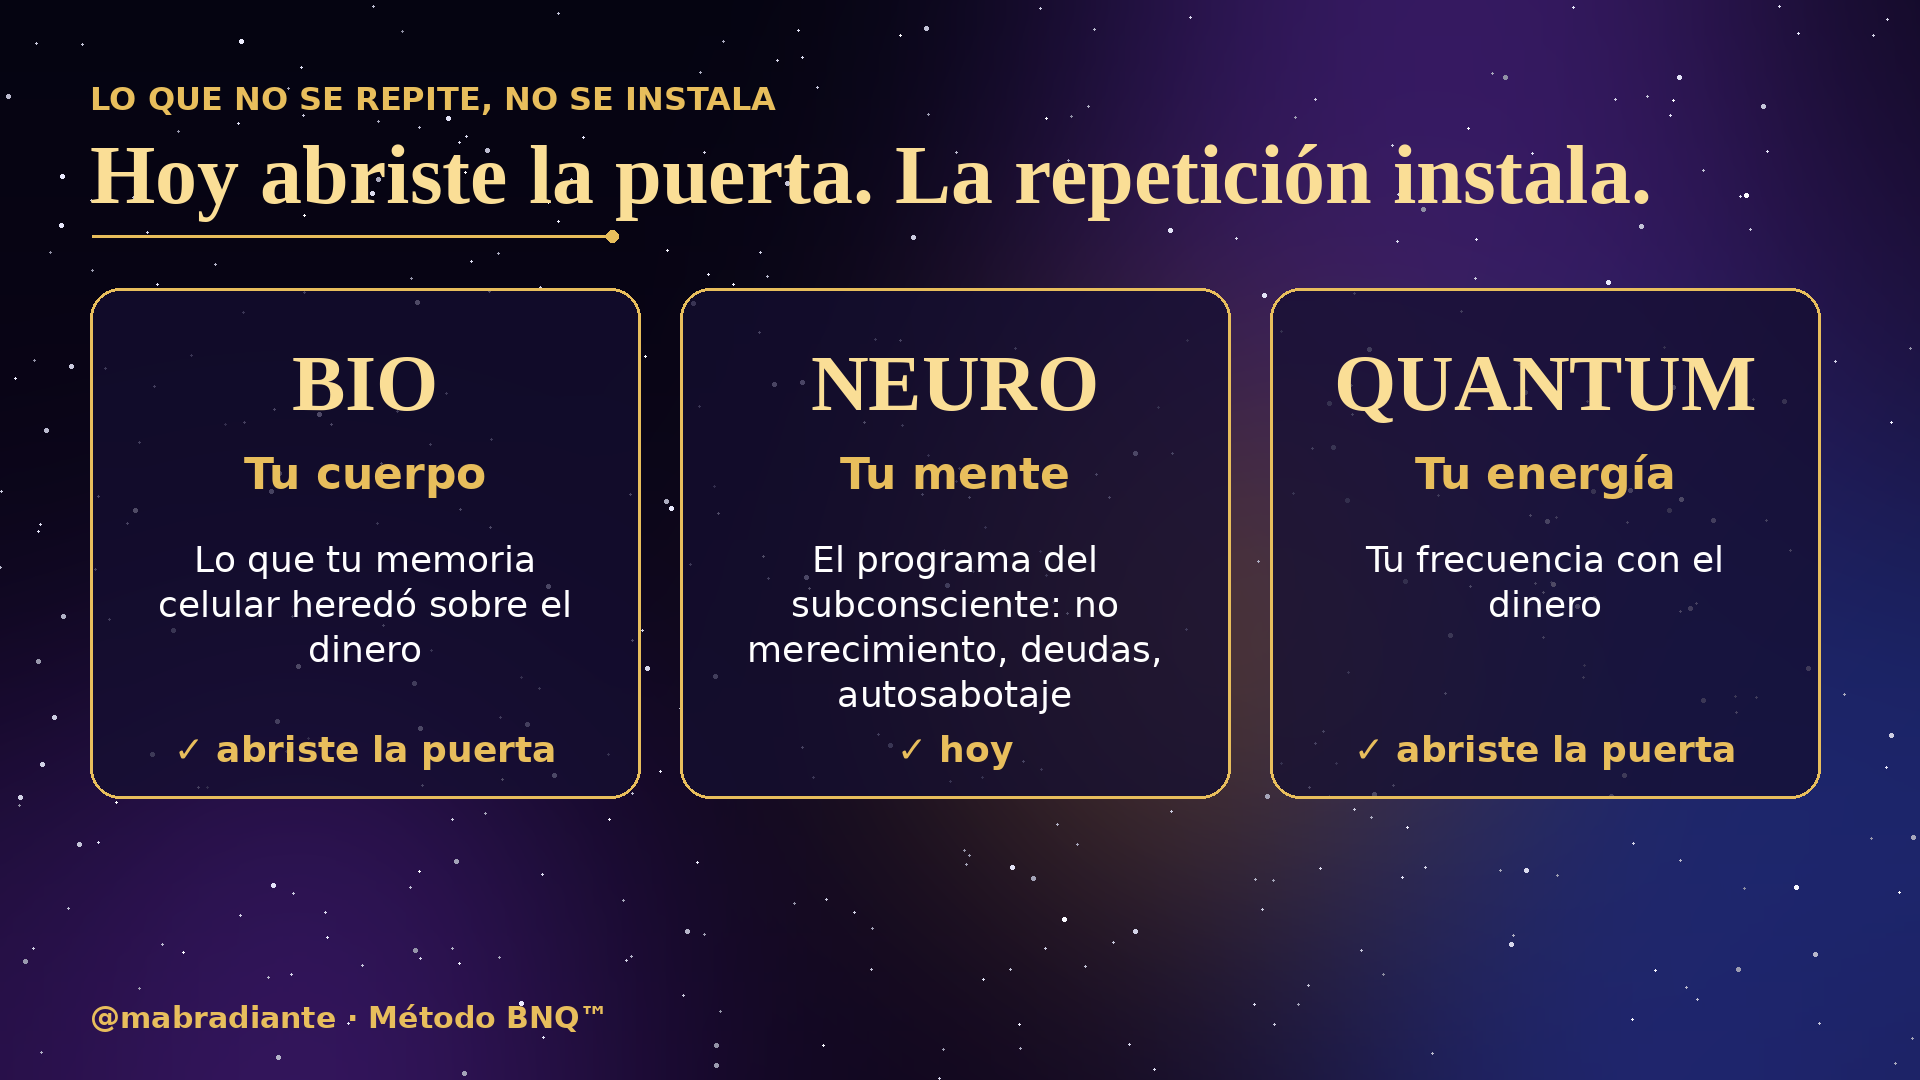 LO QUE NO SE REPITE, NO SE INSTALA
Hoy abriste la puerta. La repetición instala.
BIO
Tu cuerpo
Lo que tu memoria
celular heredó sobre el
dinero
✓ abriste la puerta
NEURO
Tu mente
El programa del
subconsciente: no
merecimiento, deudas,
autosabotaje
✓ hoy
QUANTUM
Tu energía
Tu frecuencia con el
dinero
✓ abriste la puerta
@mabradiante · Método BNQ™